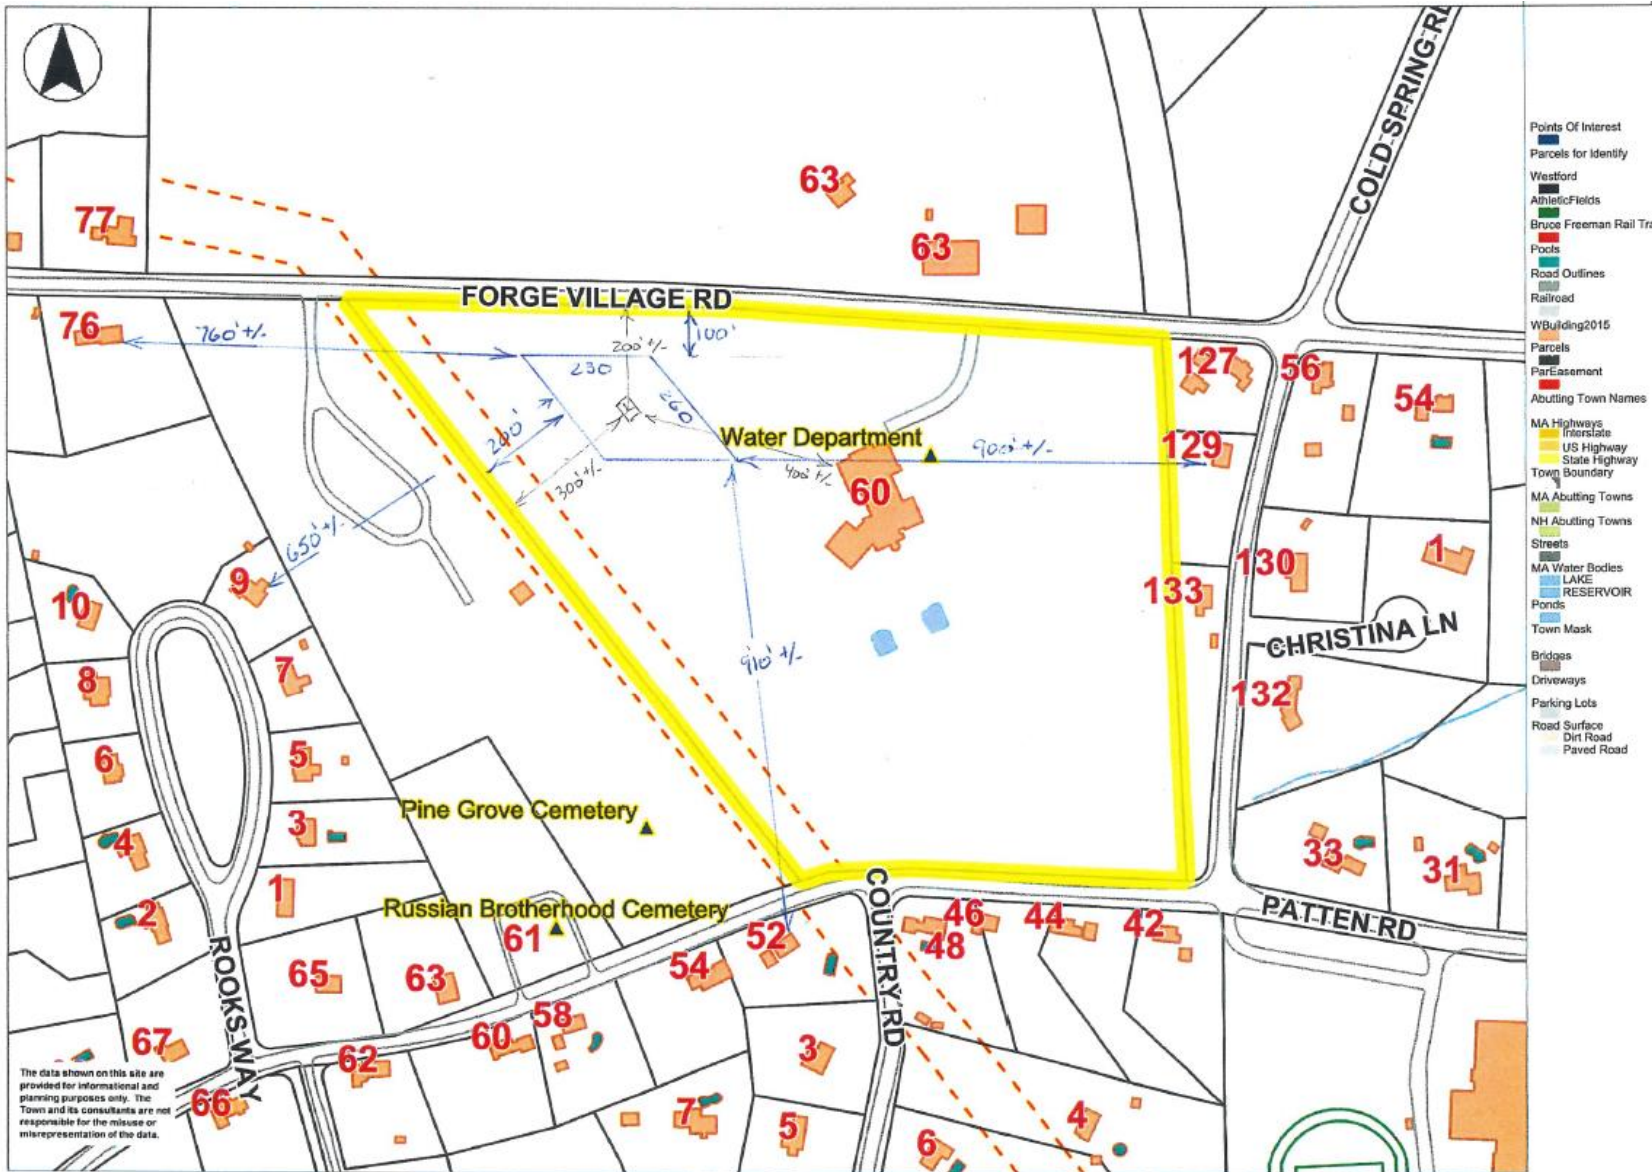 COLD SPRING RD
63
77
63
FORGE VILLAGE RD
76
760'+/-
200'+/-
100'
230
260
127
56
54
Water Department
129
900'+/-
200'
300'+/-
400'+/-
60
650'+/-
9
10
130
1
133
CHRISTINA LN
910'+/-
8
7
132
6
5
Pine Grove Cemetery
4
3
33
31
Russian Brotherhood Cemetery
61
2
1
COUNTRY RD
46
44
42
48
PATTEN RD
52
54
ROOKS WAY
65
63
58
60
62
67
66
3
7
5
6
4
The data shown on this site are
provided for informational and
planning purposes only. The
Town and its consultants are not
responsible for the misuse or
misrepresentation of the data.
Points Of Interest
Parcels for Identify
Westford
AthleticFields
Bruce Freeman Rail Tra
Pools
Road Outlines
Railroad
WBuilding2015
Parcels
ParEasement
Abutting Town Names
MA Highways
Interstate
US Highway
State Highway
Town Boundary
MA Abutting Towns
NH Abutting Towns
Streets
MA Water Bodies
LAKE
RESERVOIR
Ponds
Town Mask
Bridges
Driveways
Parking Lots
Road Surface
Dirt Road
Paved Road